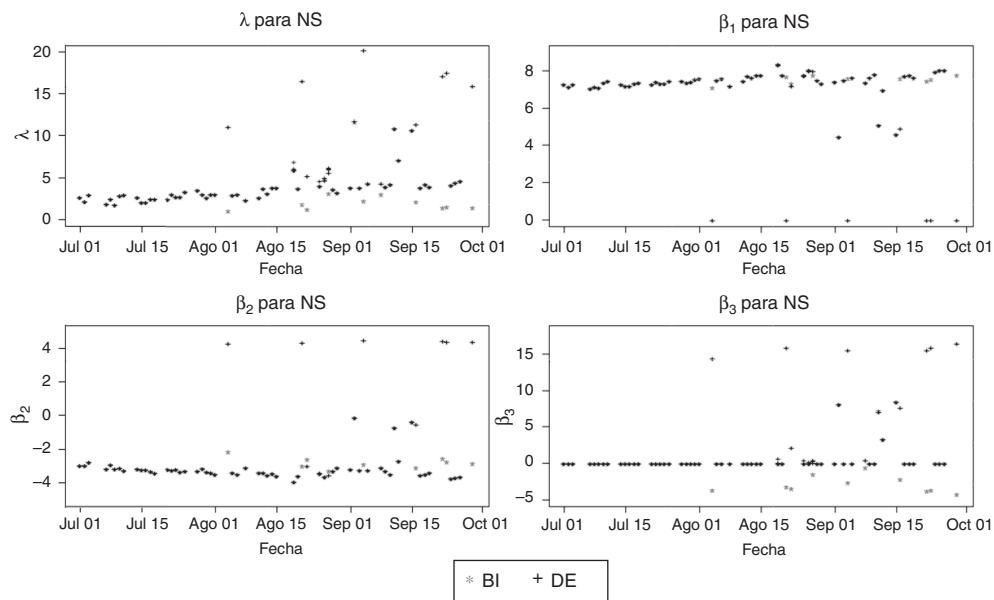 λ para NS
λ
20
15
10
5
0
Jul 01 Jul 15 Ago 01 Ago 15 Sep 01 Sep 15 Oct 01
Fecha
β1 para NS
8
6
4
2
0
Jul 01 Jul 15 Ago 01 Ago 15 Sep 01 Sep 15 Oct 01
Fecha
β2 para NS
β2
4
2
0
−2
−4
Jul 01 Jul 15 Ago 01 Ago 15 Sep 01 Sep 15 Oct 01
Fecha
β3 para NS
β3
15
10
5
0
−5
Jul 01 Jul 15 Ago 01 Ago 15 Sep 01 Sep 15 Oct 01
Fecha
* BI + DE